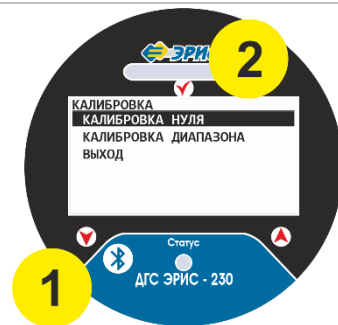 ЭРИС
2
КАЛИБРОВКА
КАЛИБРОВКА НУЛЯ
КАЛИБРОВКА ДИАПАЗОНА
ВЫХОД
Статус
1
ДГС ЭРИС - 230